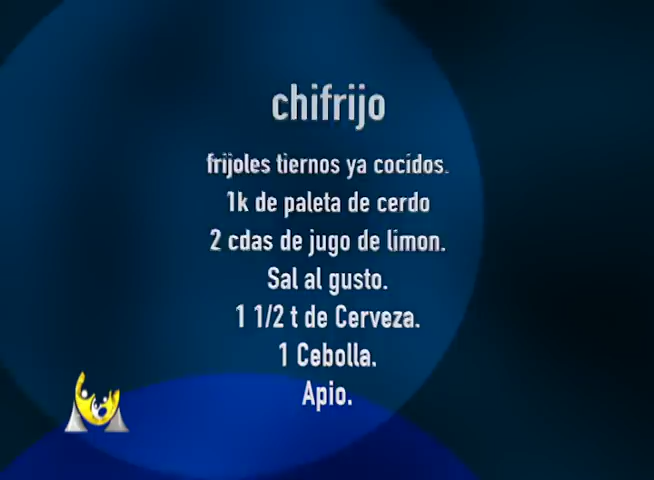 chifrijo
frijoles tiernos ya cocidos.
1k de paleta de cerdo
2 cdas de jugo de limon.
Sal al gusto.
1 1/2 t de Cerveza.
1 Cebolla.
Apio.